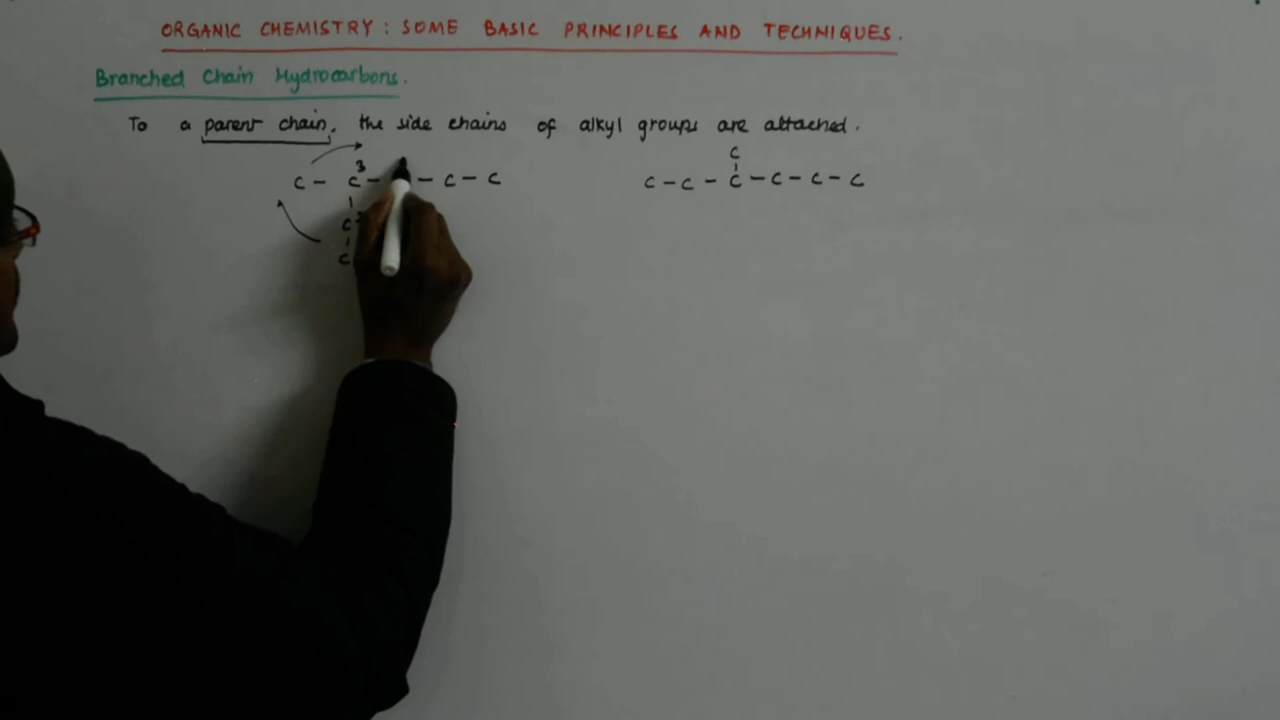 ORGANIC CHEMISTRY : SOME BASIC PRINCIPLES AND TECHNIQUES.
Branched Chain Hydrocarbons.
To a parent chain, the side chains of alkyl groups are attached.
C
3
C - C - - C - C
C - C - C - C - C - C
C
C